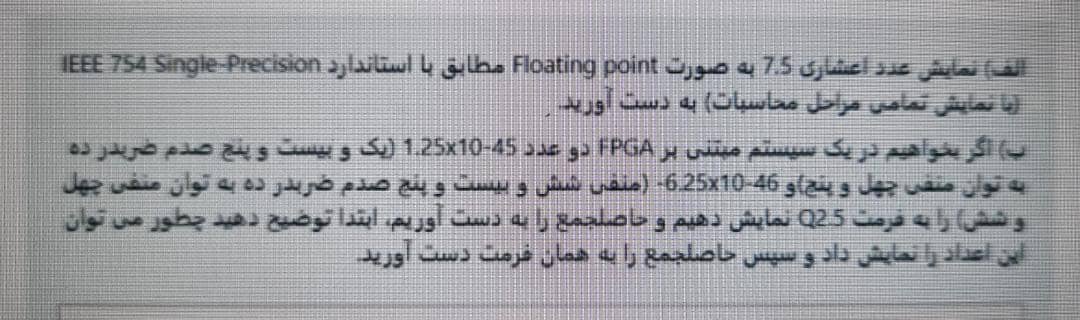 الف) نمایش عدد اعشاری 7.5 به صورت Floating point مطابق با استاندارد IEEE 754 Single-Precision
(با نمایش تمامی مراحل محاسبات) به دست آورید.
ب) اگر بخواهیم در یک سیستم مبتنی بر FPGA دو عدد 1.25x10-45 (یک و بیست و پنج صدم ضربدر ده
به توان منفی چهل و پنج)و 6.25x10-46- (منفی شش و بیست و پنج صدم ضربدر ده به توان منفی چهل
و شش) را به فرمت Q2.5 نمایش دهیم و حاصلجمع را به دست آوریم، ابتدا توضیح دهید چطور می توان
این اعداد را نمایش داد و سپس حاصلجمع را به همان فرمت دست آورید.